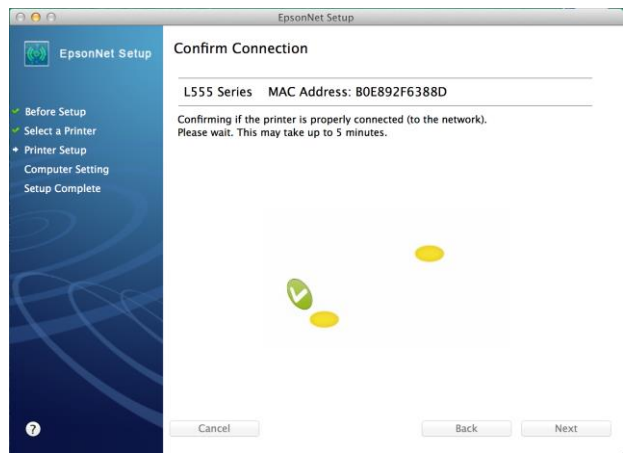 EpsonNet Setup
EpsonNet Setup
Confirm Connection
L555 Series MAC Address: B0E892F6388D
Before Setup
Select a Printer
Printer Setup
Computer Setting
Setup Complete
Confirming if the printer is properly connected (to the network).
Please wait. This may take up to 5 minutes.
?
Cancel
Back
Next